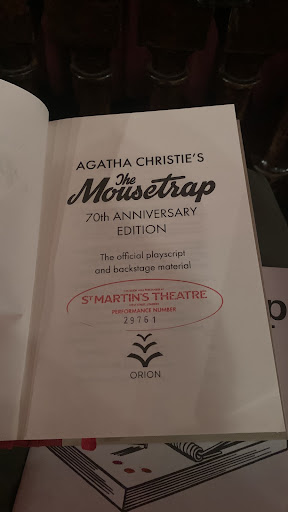 AGATHA CHRISTIE'S
The
Mousetrap
70th ANNIVERSARY
EDITION
The official playscript
and backstage material
ST MARTIN'S THEATRE
PERFORMANCE NUMBER
29761
ORION